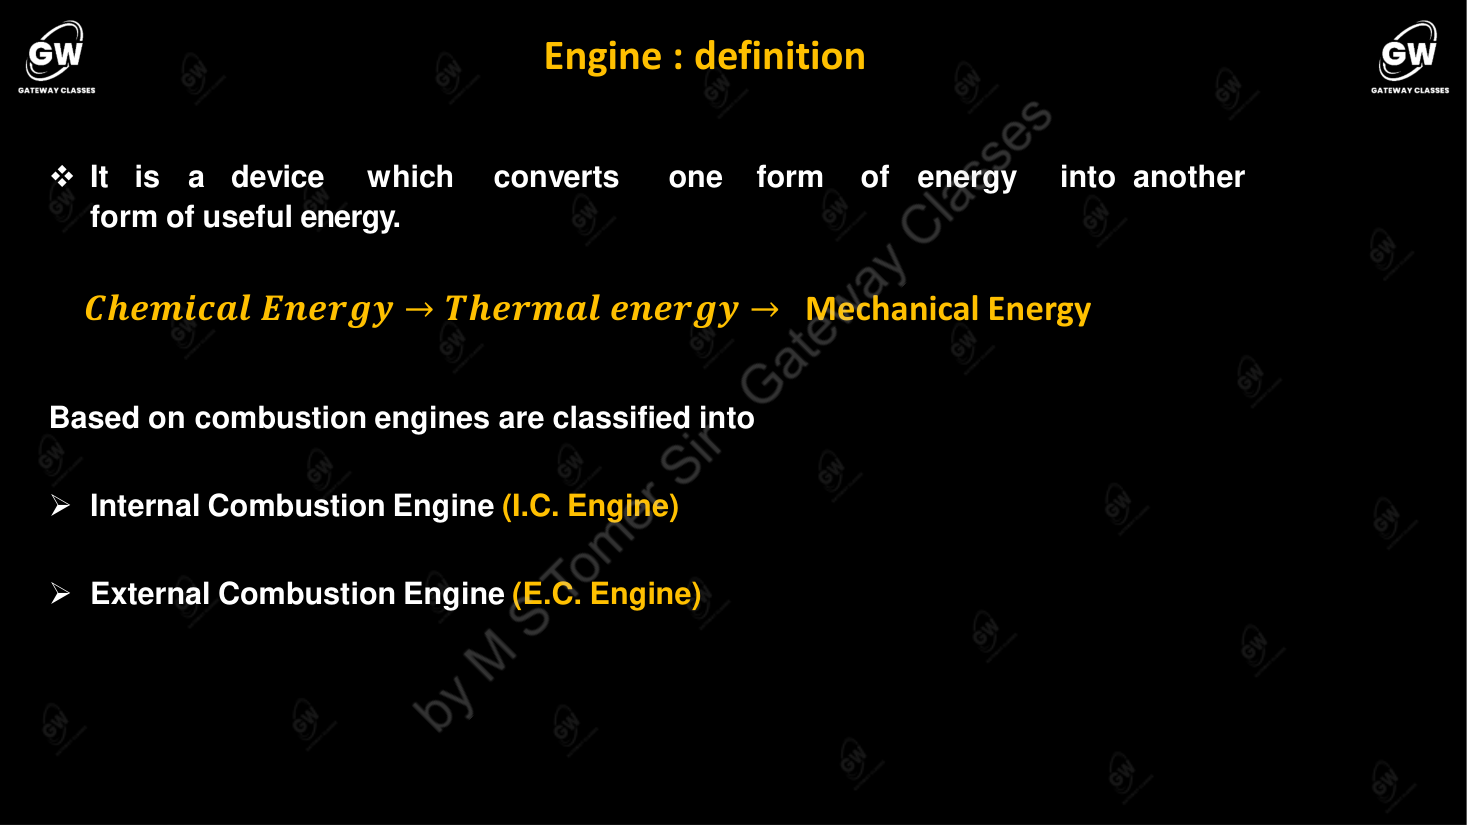 GW
GATEWAY CLASSES
Engine : definition
GW
GATEWAY CLASSES
❖ It is a device which converts one form of energy into another
form of useful energy.
Chemical Energy → Thermal energy → Mechanical Energy
Based on combustion engines are classified into
➢ Internal Combustion Engine (I.C. Engine)
➢ External Combustion Engine (E.C. Engine)
by M S Tomer Sir Gateway Classes